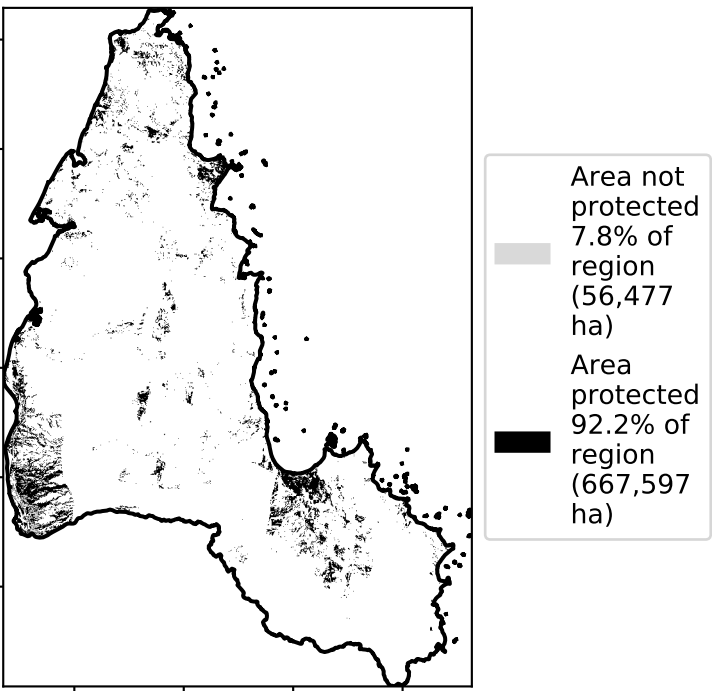 Area not
protected
7.8% of
region
(56,477
ha)
Area
protected
92.2% of
region
(667,597
ha)